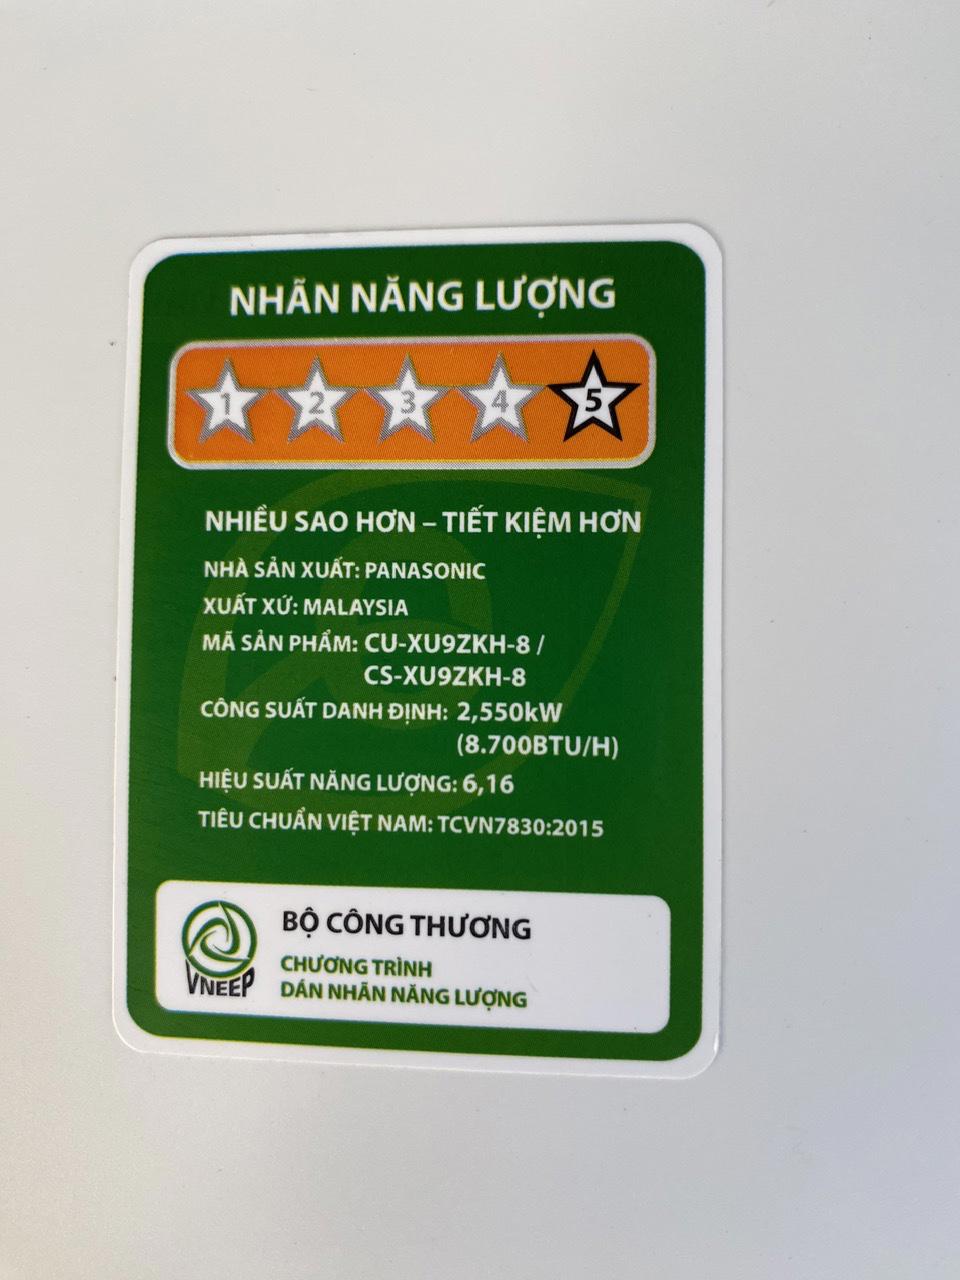 NHÃN NĂNG LƯỢNG
1 2 3 4 5
NHIỀU SAO HƠN – TIẾT KIỆM HƠN
NHÀ SẢN XUẤT: PANASONIC
XUẤT XỨ: MALAYSIA
MÃ SẢN PHẨM: CU-XU9ZKH-8 /
CS-XU9ZKH-8
CÔNG SUẤT DANH ĐỊNH: 2,550kW
(8.700BTU/H)
HIỆU SUẤT NĂNG LƯỢNG: 6,16
TIÊU CHUẨN VIỆT NAM: TCVN7830:2015
BỘ CÔNG THƯƠNG
CHƯƠNG TRÌNH
DÁN NHÃN NĂNG LƯỢNG
VNEEP